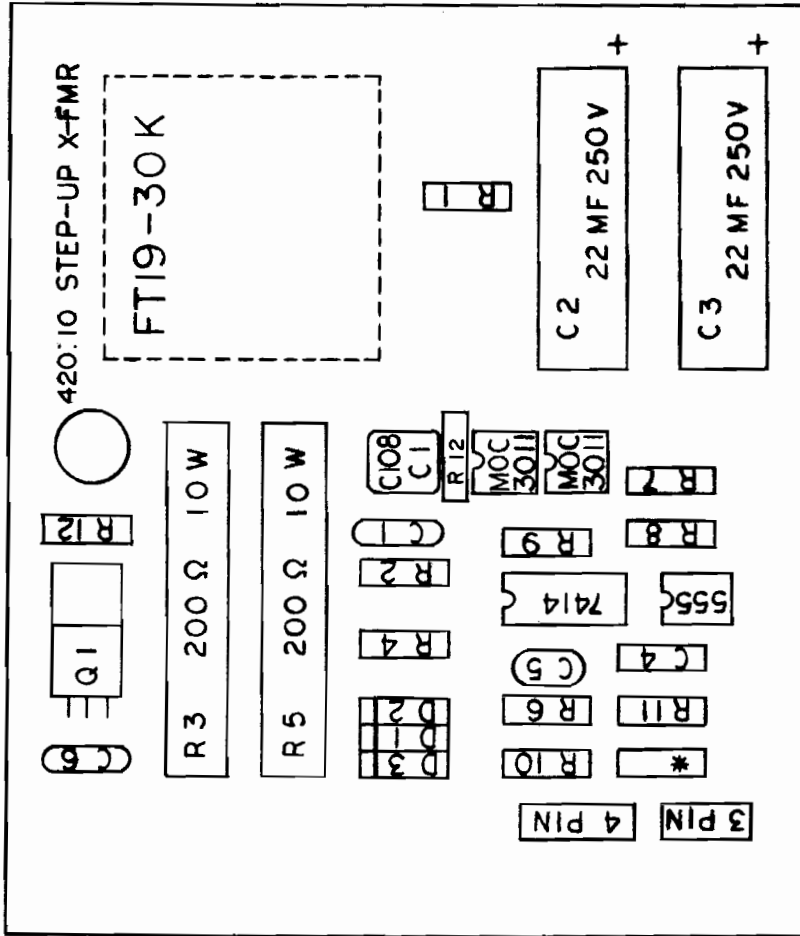 420:10 STEP-UP X-FMR
FT19-30K
+
+
R1
C2 22 MF 250V
C3 22 MF 250V
R12
R3 200 Ω 10W
R5 200 Ω 10W
C108
C1
R12
MOC
3011
MOC
3011
R7
C1
R9
R8
R2
7414
555
Q1
R4
C5
C4
D2
D1
D3
R6
R11
C6
R10
*
4 PIN
3 PIN